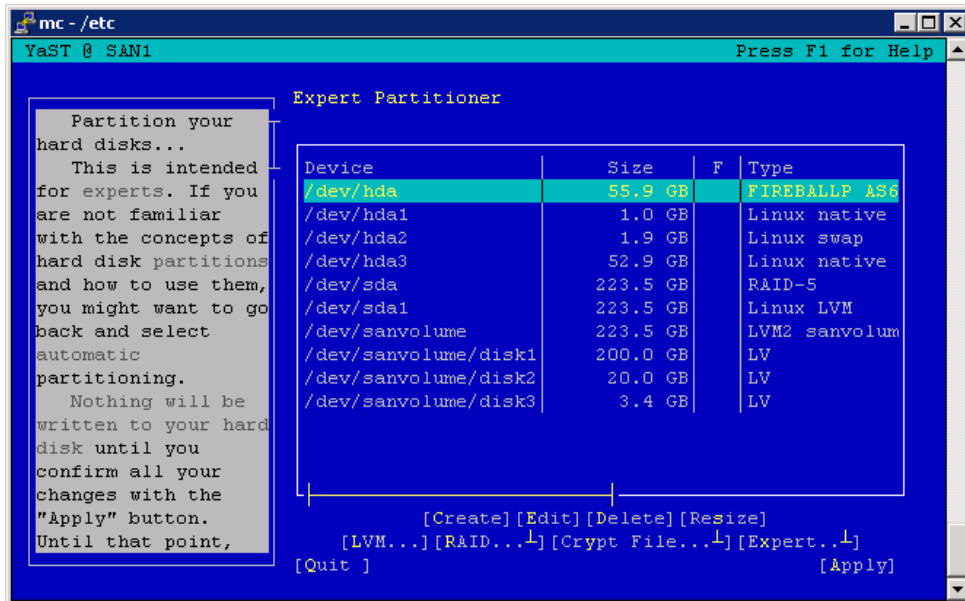 mc - /etc
YaST @ SAN1 Press F1 for Help
Expert Partitioner
Partition your
hard disks...
This is intended
for experts. If you
are not familiar
with the concepts of
hard disk partitions
and how to use them,
you might want to go
back and select
automatic
partitioning.
Nothing will be
written to your hard
disk until you
confirm all your
changes with the
"Apply" button.
Until that point,
Device Size F Type
/dev/hda 55.9 GB FIREBALLP AS6
/dev/hda1 1.0 GB Linux native
/dev/hda2 1.9 GB Linux swap
/dev/hda3 52.9 GB Linux native
/dev/sda 223.5 GB RAID-5
/dev/sda1 223.5 GB Linux LVM
/dev/sanvolume 223.5 GB LVM2 sanvolum
/dev/sanvolume/disk1 200.0 GB LV
/dev/sanvolume/disk2 20.0 GB LV
/dev/sanvolume/disk3 3.4 GB LV
[Create][Edit][Delete][Resize]
[LVM...][RAID...┴][Crypt File...┴][Expert..┴]
[Quit ] [Apply]